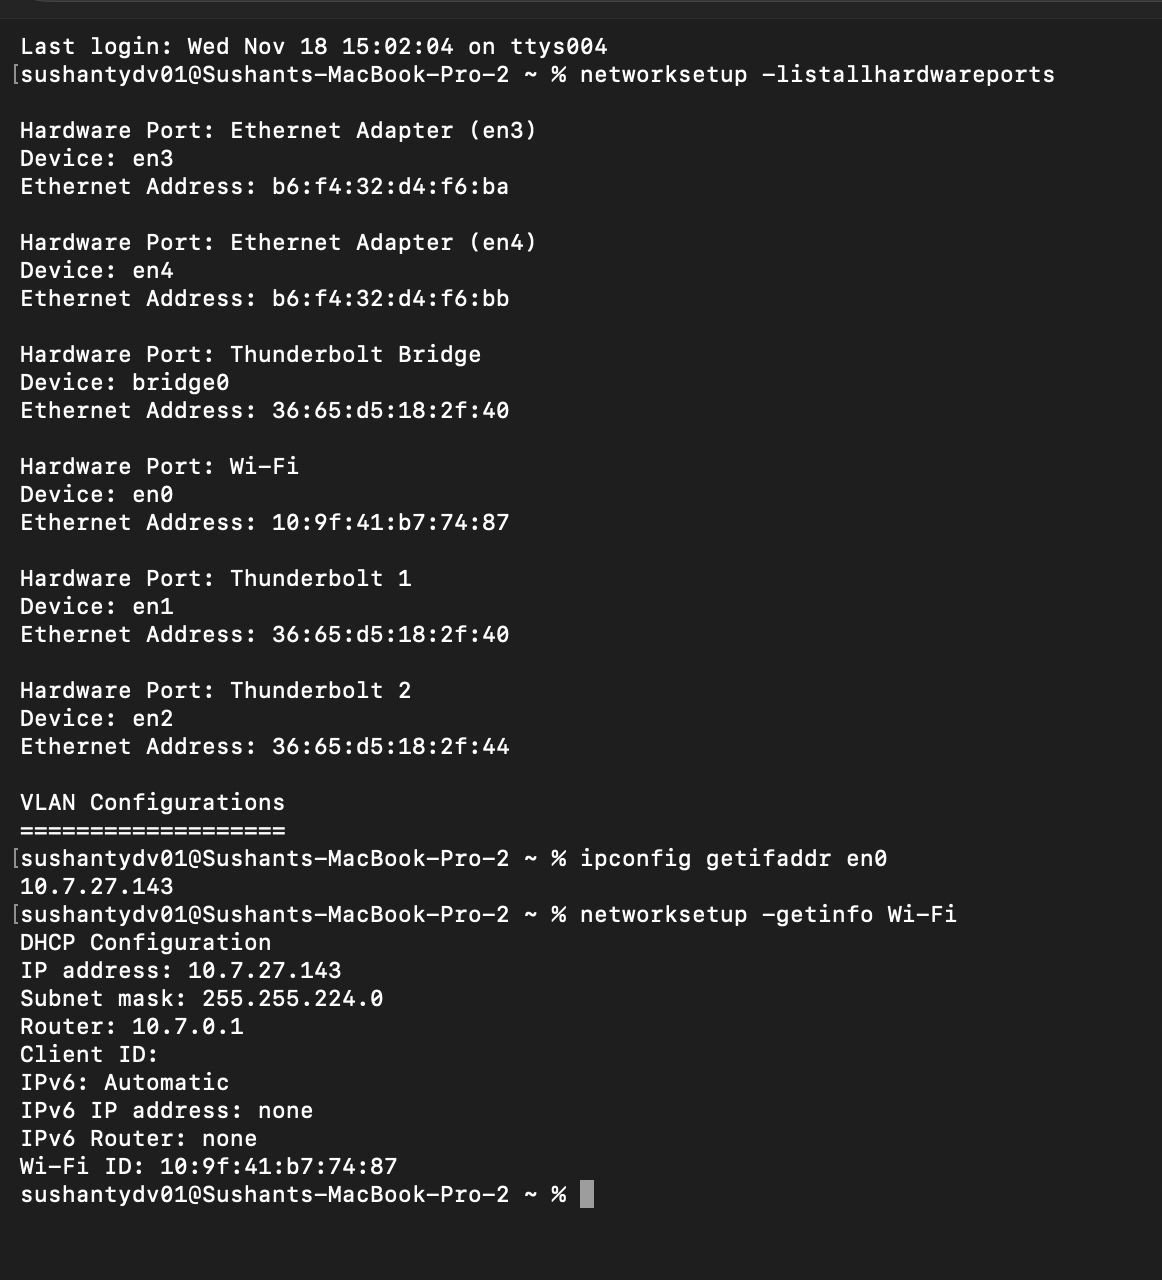 Last login: Wed Nov 18 15:02:04 on ttys004
[sushantydv01@Sushants-MacBook-Pro-2 ~ % networksetup -listallhardwareports
Hardware Port: Ethernet Adapter (en3)
Device: en3
Ethernet Address: b6:f4:32:d4:f6:ba
Hardware Port: Ethernet Adapter (en4)
Device: en4
Ethernet Address: b6:f4:32:d4:f6:bb
Hardware Port: Thunderbolt Bridge
Device: bridge0
Ethernet Address: 36:65:d5:18:2f:40
Hardware Port: Wi-Fi
Device: en0
Ethernet Address: 10:9f:41:b7:74:87
Hardware Port: Thunderbolt 1
Device: en1
Ethernet Address: 36:65:d5:18:2f:40
Hardware Port: Thunderbolt 2
Device: en2
Ethernet Address: 36:65:d5:18:2f:44
VLAN Configurations
===================
[sushantydv01@Sushants-MacBook-Pro-2 ~ % ipconfig getifaddr en0
10.7.27.143
[sushantydv01@Sushants-MacBook-Pro-2 ~ % networksetup -getinfo Wi-Fi
DHCP Configuration
IP address: 10.7.27.143
Subnet mask: 255.255.224.0
Router: 10.7.0.1
Client ID:
IPv6: Automatic
IPv6 IP address: none
IPv6 Router: none
Wi-Fi ID: 10:9f:41:b7:74:87
sushantydv01@Sushants-MacBook-Pro-2 ~ %